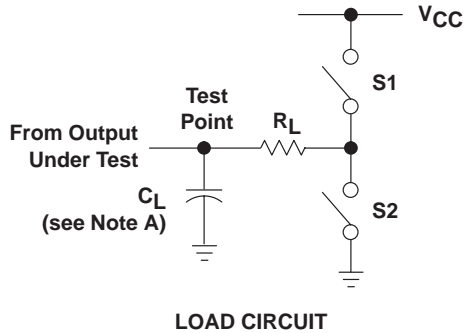 VCC
S1
Test
Point
RL
From Output
Under Test
CL
(see Note A)
S2
LOAD CIRCUIT